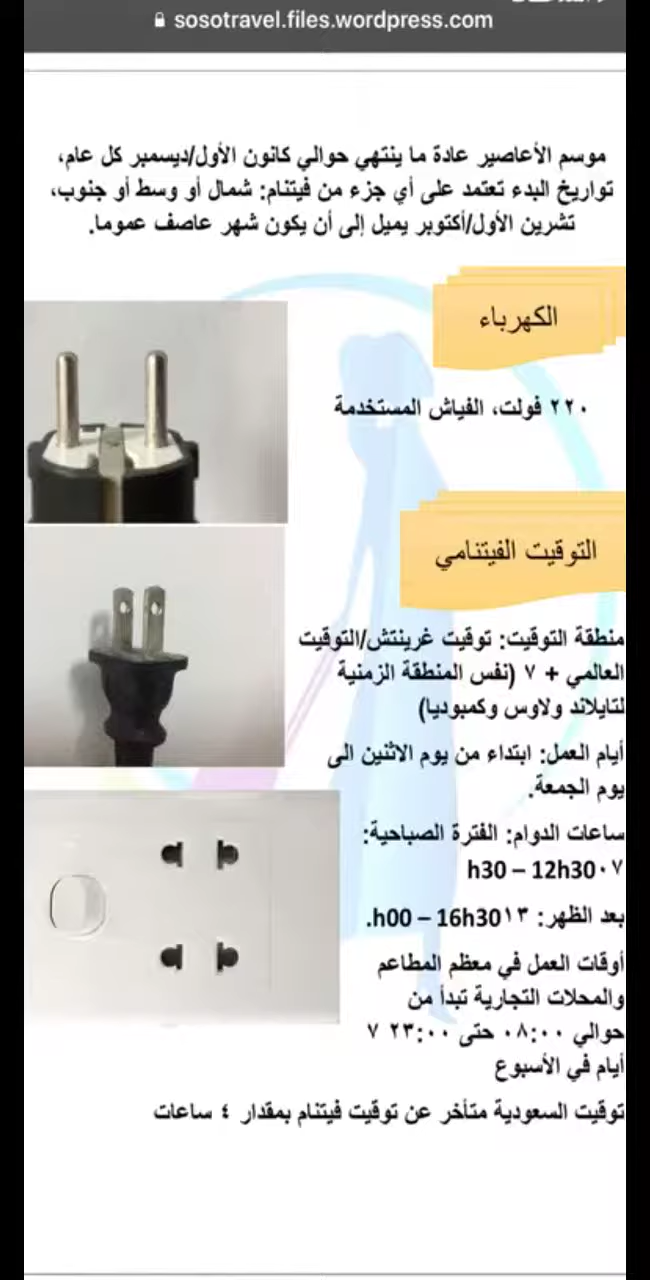 sosotravel.files.wordpress.com
موسم الأعاصير عادة ما ينتهي حوالي كانون الأول/ديسمبر كل عام،
تواريخ البدء تعتمد على أي جزء من فيتنام: شمال أو وسط أو جنوب،
تشرين الأول/أكتوبر يميل إلى أن يكون شهر عاصف عموما.
الكهرباء
٢٢٠ فولت، الفياش المستخدمة
التوقيت الفيتنامي
منطقة التوقيت: توقيت غرينتش/التوقيت
العالمي + ٧ (نفس المنطقة الزمنية
لتايلاند ولاوس وكمبوديا)
أيام العمل: ابتداء من يوم الاثنين الى
يوم الجمعة.
ساعات الدوام: الفترة الصباحية:
٠٧h30 – 12h30
بعد الظهر: ١٣h00 – 16h30.
أوقات العمل في معظم المطاعم
والمحلات التجارية تبدأ من
حوالي ٠٨:٠٠ حتى ٢٣:٠٠ ٧
أيام في الأسبوع
توقيت السعودية متأخر عن توقيت فيتنام بمقدار ٤ ساعات